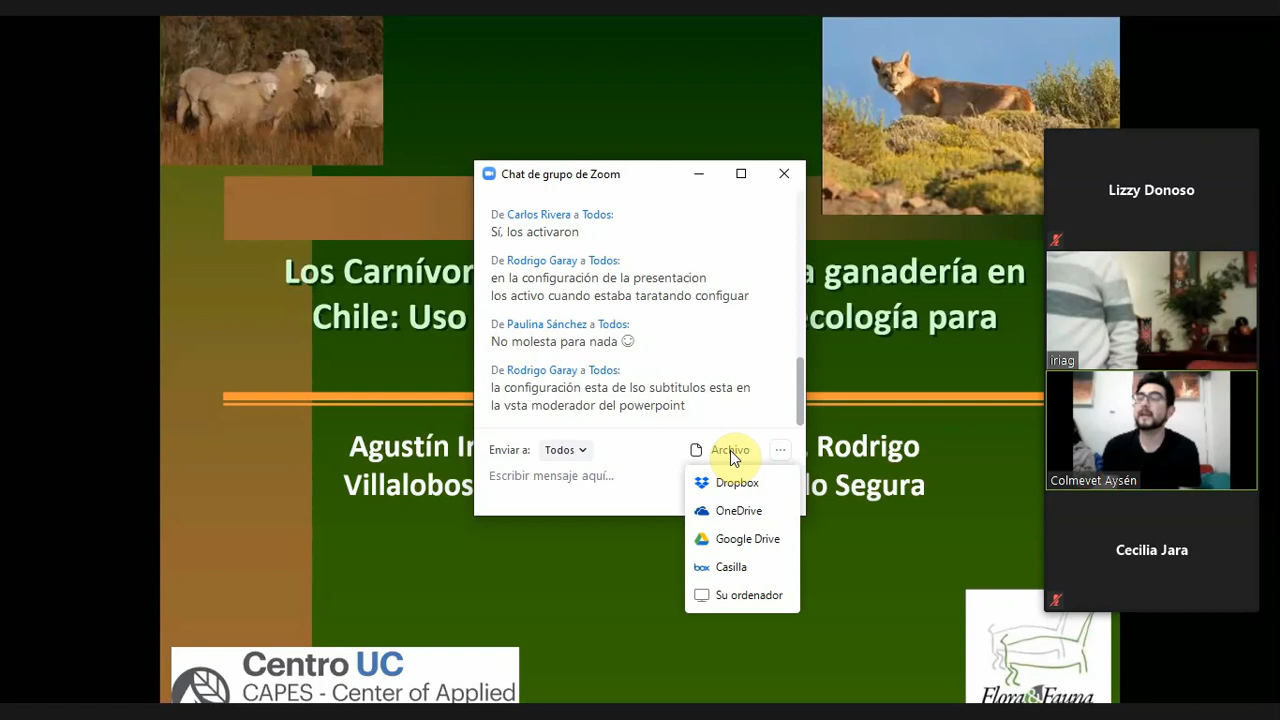 Chat de grupo de Zoom
De Carlos Rivera a Todos:
Sí, los activaron
De Rodrigo Garay a Todos:
en la configuración de la presentacion
los activo cuando estaba taratando configuar
De Paulina Sánchez a Todos:
No molesta para nada ☺
De Rodrigo Garay a Todos:
la configuración esta de lso subtitulos esta en
la vsta moderador del powerpoint
Enviar a: Todos
Archivo
Escribir mensaje aquí...
Dropbox
OneDrive
Google Drive
Casilla
Su ordenador
Los ganadería en
Chile: Uso ecología para
Agustín Rodrigo
Villalobos Segura
Centro UC
CAPES - Center of Applied
Flora&Fauna
Lizzy Donoso
iriag
Colmevet Aysén
Cecilia Jara